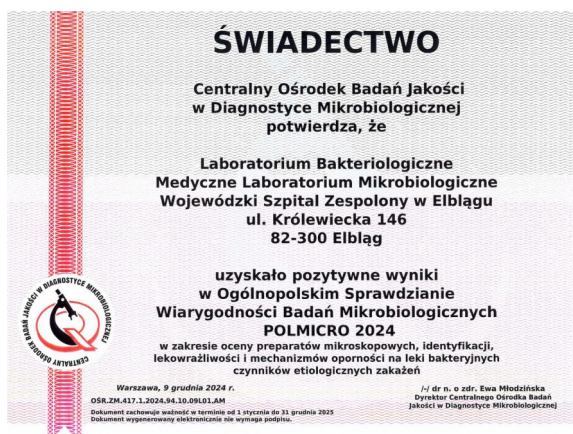 ŚWIADECTWO
Centralny Ośrodek Badań Jakości
w Diagnostyce Mikrobiologicznej
potwierdza, że
Laboratorium Bakteriologiczne
Medyczne Laboratorium Mikrobiologiczne
Wojewódzki Szpital Zespolony w Elblągu
ul. Królewiecka 146
82-300 Elbląg
uzyskało pozytywne wyniki
w Ogólnopolskim Sprawdzianie
Wiarygodności Badań Mikrobiologicznych
POLMICRO 2024
w zakresie oceny preparatów mikroskopowych, identyfikacji,
lekowrażliwości i mechanizmów oporności na leki bakteryjnych
czynników etiologicznych zakażeń
CENTRALNY OŚRODEK BADAŃ JAKOŚCI W DIAGNOSTYCE MIKROBIOLOGICZNEJ
Warszawa, 9 grudnia 2024 r.
OŚR.ZM.417.1.2024.94.10.09L01.AM
Dokument zachowuje ważność w terminie od 1 stycznia do 31 grudnia 2025
Dokument wygenerowany elektronicznie nie wymaga podpisu.
/-/ dr n. o zdr. Ewa Młodzińska
Dyrektor Centralnego Ośrodka Badań
Jakości w Diagnostyce Mikrobiologicznej